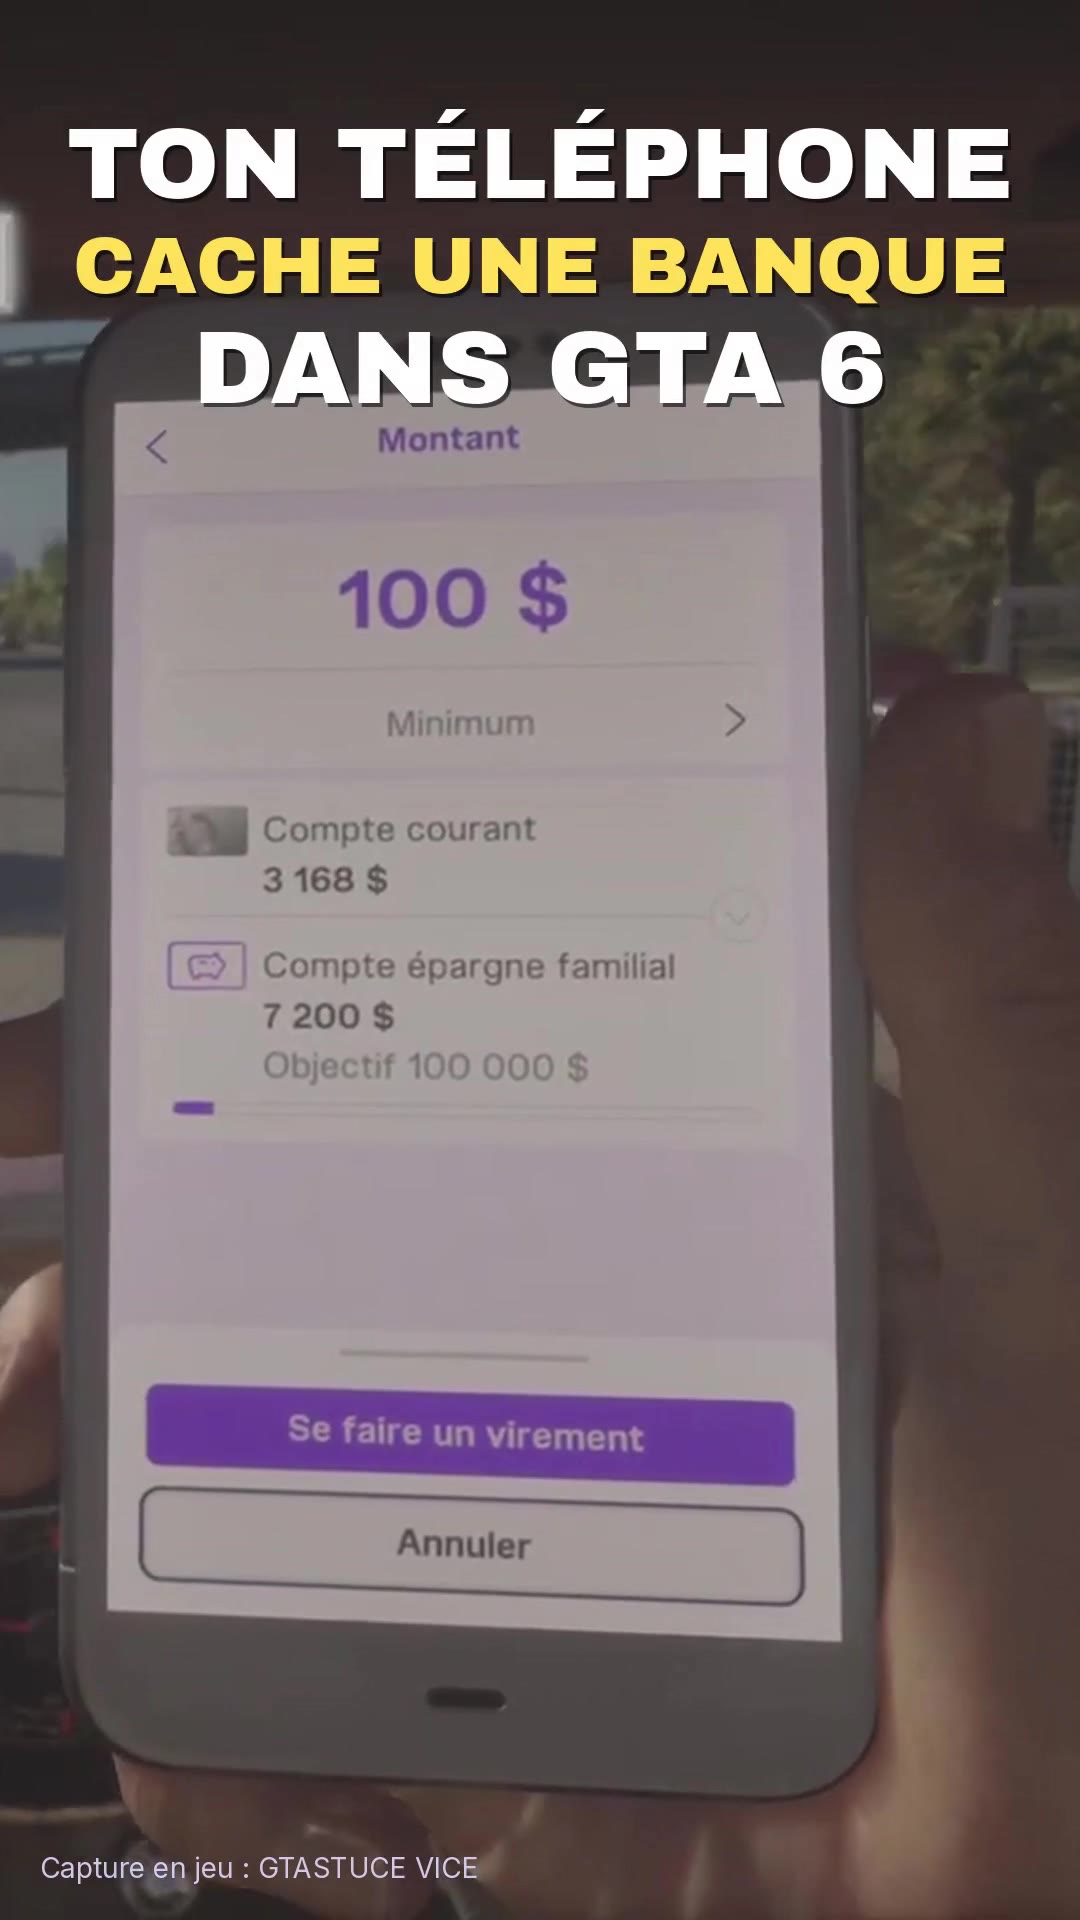 TON TÉLÉPHONE
CACHE UNE BANQUE
DANS GTA 6
Montant
100 $
Minimum
Compte courant
3 168 $
Compte épargne familial
7 200 $
Objectif 100 000 $
Se faire un virement
Annuler
Capture en jeu : GTASTUCE VICE